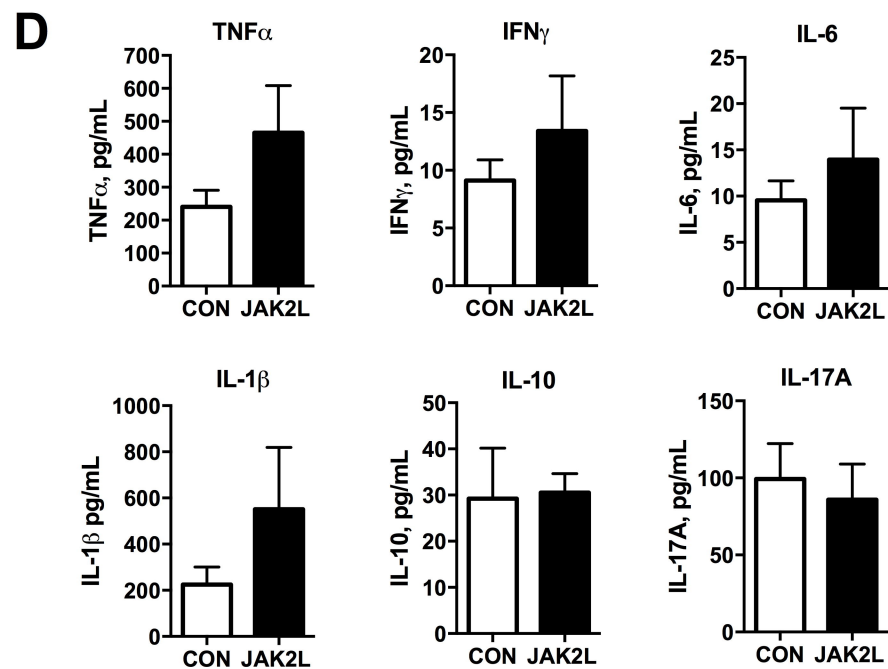 D
TNFα
TNFα, pg/mL
700
600
500
400
300
200
100
0
CON JAK2L
IFNγ
IFNγ, pg/mL
20
15
10
5
0
CON JAK2L
IL-6
IL-6, pg/mL
25
20
15
10
5
0
CON JAK2L
IL-1β
IL-1β pg/mL
1000
800
600
400
200
0
CON JAK2L
IL-10
IL-10, pg/mL
50
40
30
20
10
0
CON JAK2L
IL-17A
IL-17A, pg/mL
150
100
50
0
CON JAK2L